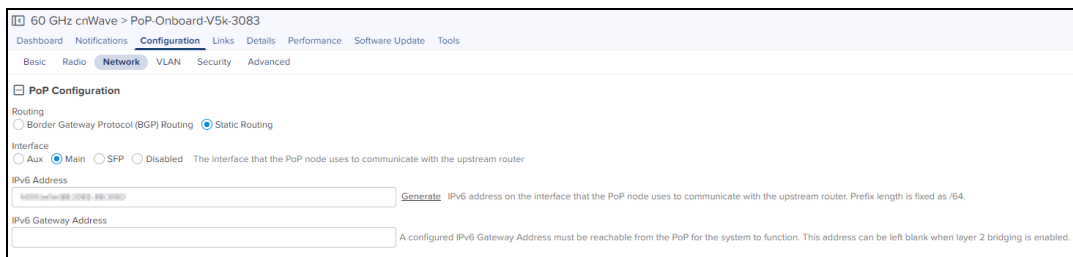 60 GHz cnWave > PoP-Onboard-V5k-3083
Dashboard Notifications Configuration Links Details Performance Software Update Tools
Basic Radio Network VLAN Security Advanced
PoP Configuration
Routing
Border Gateway Protocol (BGP) Routing Static Routing
Interface
Aux Main SFP Disabled The interface that the PoP node uses to communicate with the upstream router
IPv6 Address
Generate IPv6 address on the interface that the PoP node uses to communicate with the upstream router. Prefix length is fixed as /64.
IPv6 Gateway Address
A configured IPv6 Gateway Address must be reachable from the PoP for the system to function. This address can be left blank when layer 2 bridging is enabled.